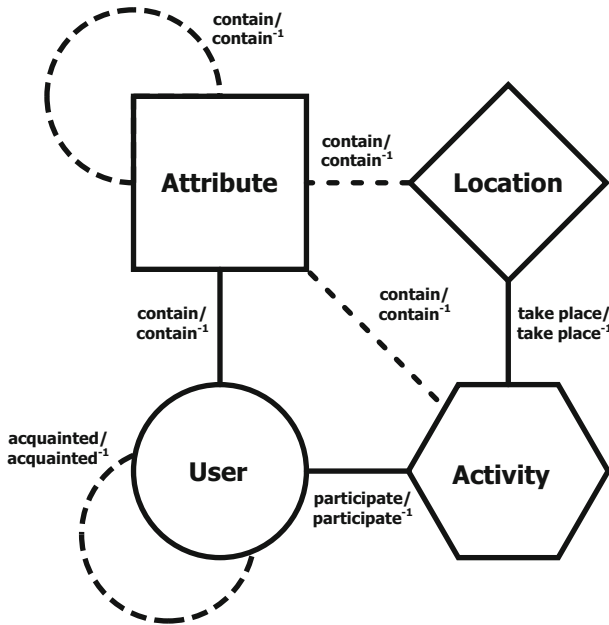 contain/
contain⁻¹
contain/
contain⁻¹
Attribute
Location
contain/
contain⁻¹
contain/
contain⁻¹
take place/
take place⁻¹
acquainted/
acquainted⁻¹
User
Activity
participate/
participate⁻¹